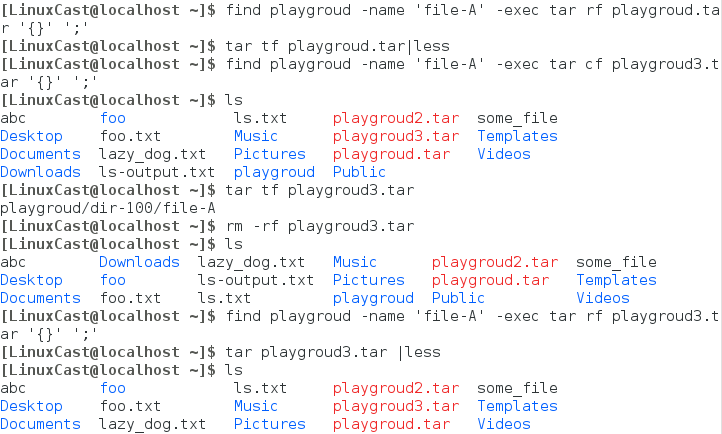 [LinuxCast@localhost ~]$ find playgroud -name 'file-A' -exec tar rf playgroud.ta
r '{}' ';'
[LinuxCast@localhost ~]$ tar tf playgroud.tar|less
[LinuxCast@localhost ~]$ find playgroud -name 'file-A' -exec tar cf playgroud3.t
ar '{}' ';'
[LinuxCast@localhost ~]$ ls
abc        foo            ls.txt     playgroud2.tar  some_file
Desktop    foo.txt        Music      playgroud3.tar  Templates
Documents  lazy_dog.txt   Pictures   playgroud.tar   Videos
Downloads  ls-output.txt  playgroud  Public
[LinuxCast@localhost ~]$ tar tf playgroud3.tar
playgroud/dir-100/file-A
[LinuxCast@localhost ~]$ rm -rf playgroud3.tar
[LinuxCast@localhost ~]$ ls
abc        Downloads  lazy_dog.txt   Music      playgroud2.tar  some_file
Desktop    foo        ls-output.txt  Pictures   playgroud.tar   Templates
Documents  foo.txt    ls.txt         playgroud  Public          Videos
[LinuxCast@localhost ~]$ find playgroud -name 'file-A' -exec tar rf playgroud3.t
ar '{}' ';'
[LinuxCast@localhost ~]$ tar playgroud3.tar |less
[LinuxCast@localhost ~]$ ls
abc        foo            ls.txt     playgroud2.tar  some_file
Desktop    foo.txt        Music      playgroud3.tar  Templates
Documents  lazy_dog.txt   Pictures   playgroud.tar   Videos